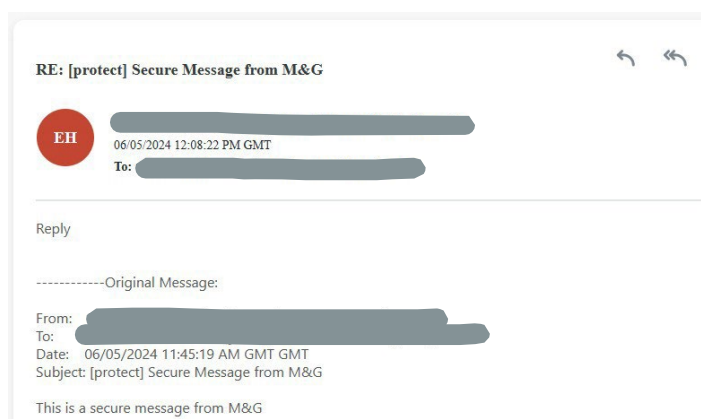 RE: [protect] Secure Message from M&G
EH
06/05/2024 12:08:22 PM GMT
To:
Reply
------------Original Message:
From:
To:
Date: 06/05/2024 11:45:19 AM GMT GMT
Subject: [protect] Secure Message from M&G
This is a secure message from M&G